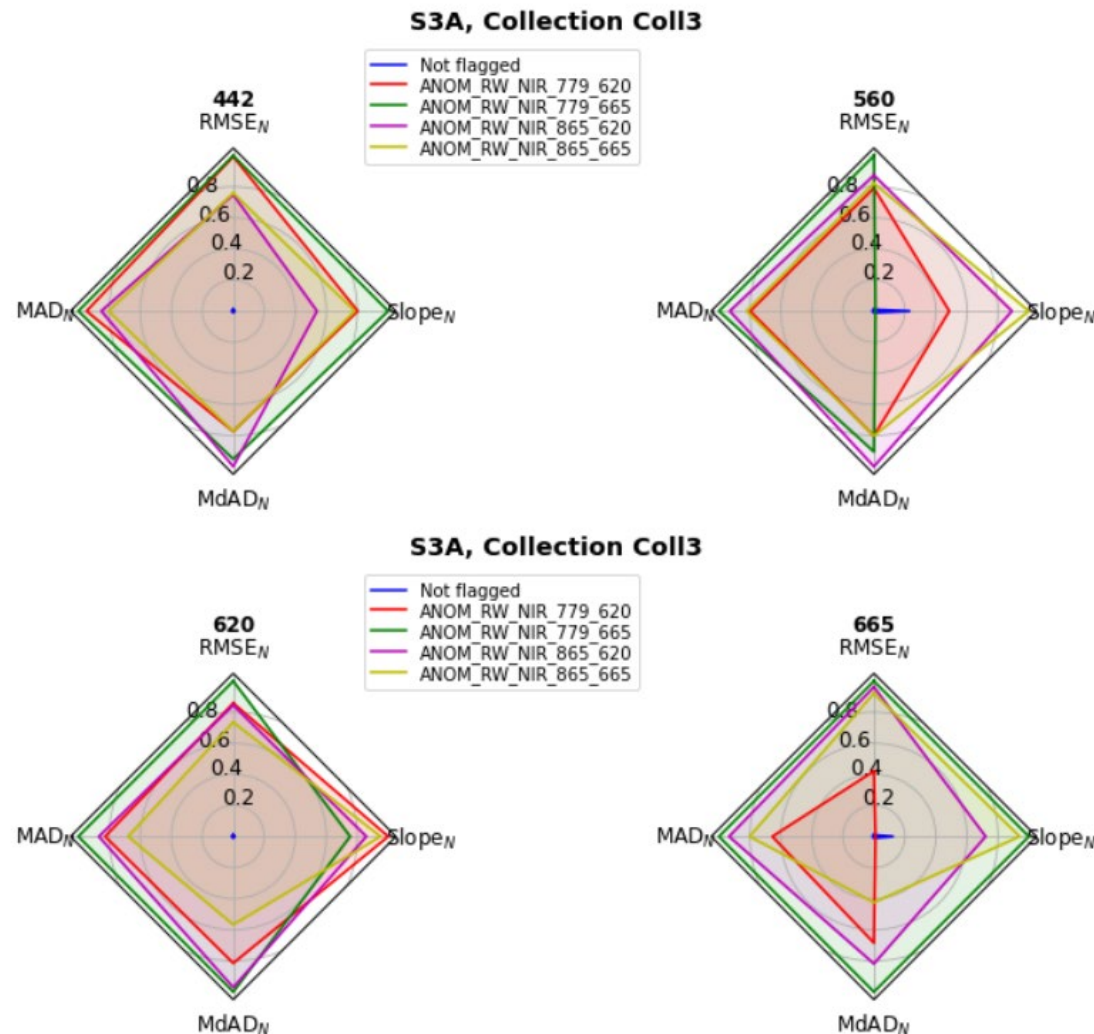 S3A, Collection Coll3
Not flagged
ANOM_RW_NIR_779_620
ANOM_RW_NIR_779_665
ANOM_RW_NIR_865_620
ANOM_RW_NIR_865_665
442
RMSE_N
0.8
0.6
0.4
0.2
MAD_N
Slope_N
MdAD_N
560
RMSE_N
0.8
0.6
0.4
0.2
MAD_N
Slope_N
MdAD_N
S3A, Collection Coll3
Not flagged
ANOM_RW_NIR_779_620
ANOM_RW_NIR_779_665
ANOM_RW_NIR_865_620
ANOM_RW_NIR_865_665
620
RMSE_N
0.8
0.6
0.4
0.2
MAD_N
Slope_N
MdAD_N
665
RMSE_N
0.8
0.6
0.4
0.2
MAD_N
Slope_N
MdAD_N